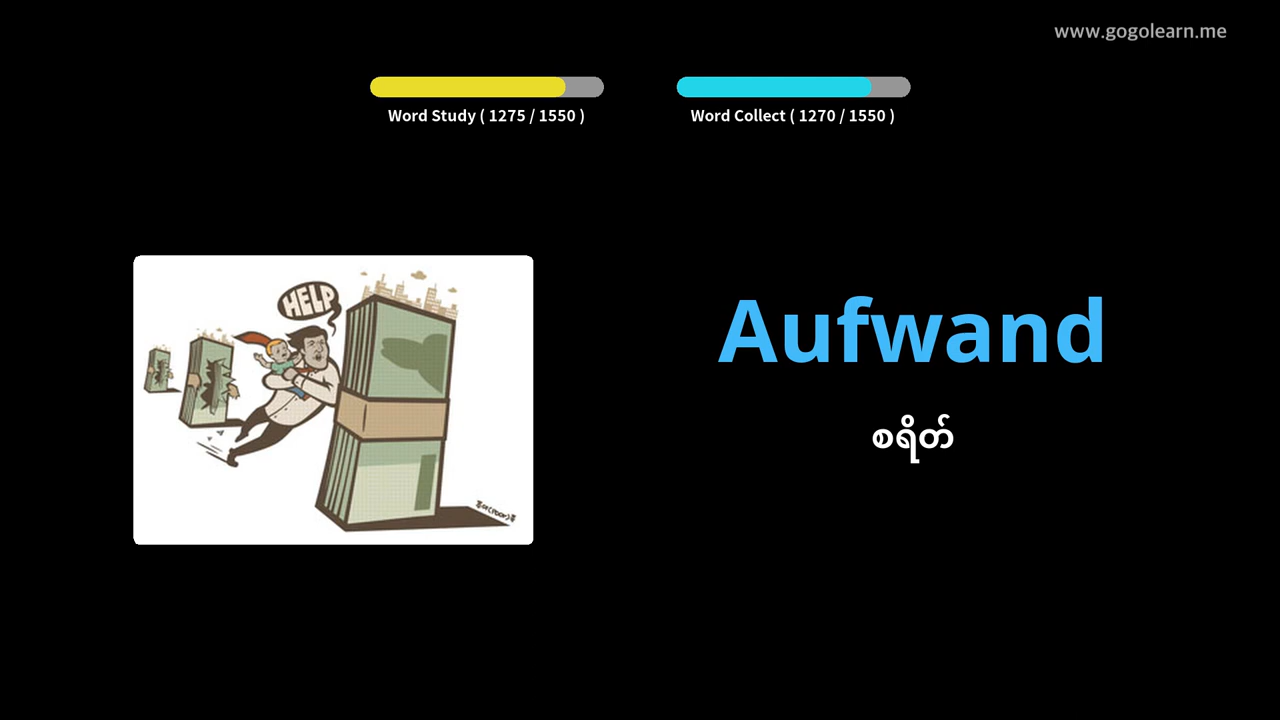 www.gogolearn.me
Word Study ( 1275 / 1550 )
Word Collect ( 1270 / 1550 )
HELP
Aufwand
စရိတ်